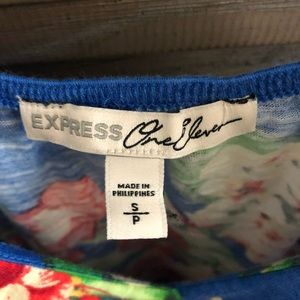 EXPRESS One Eleven
MADE IN
PHILIPPINES
S
P